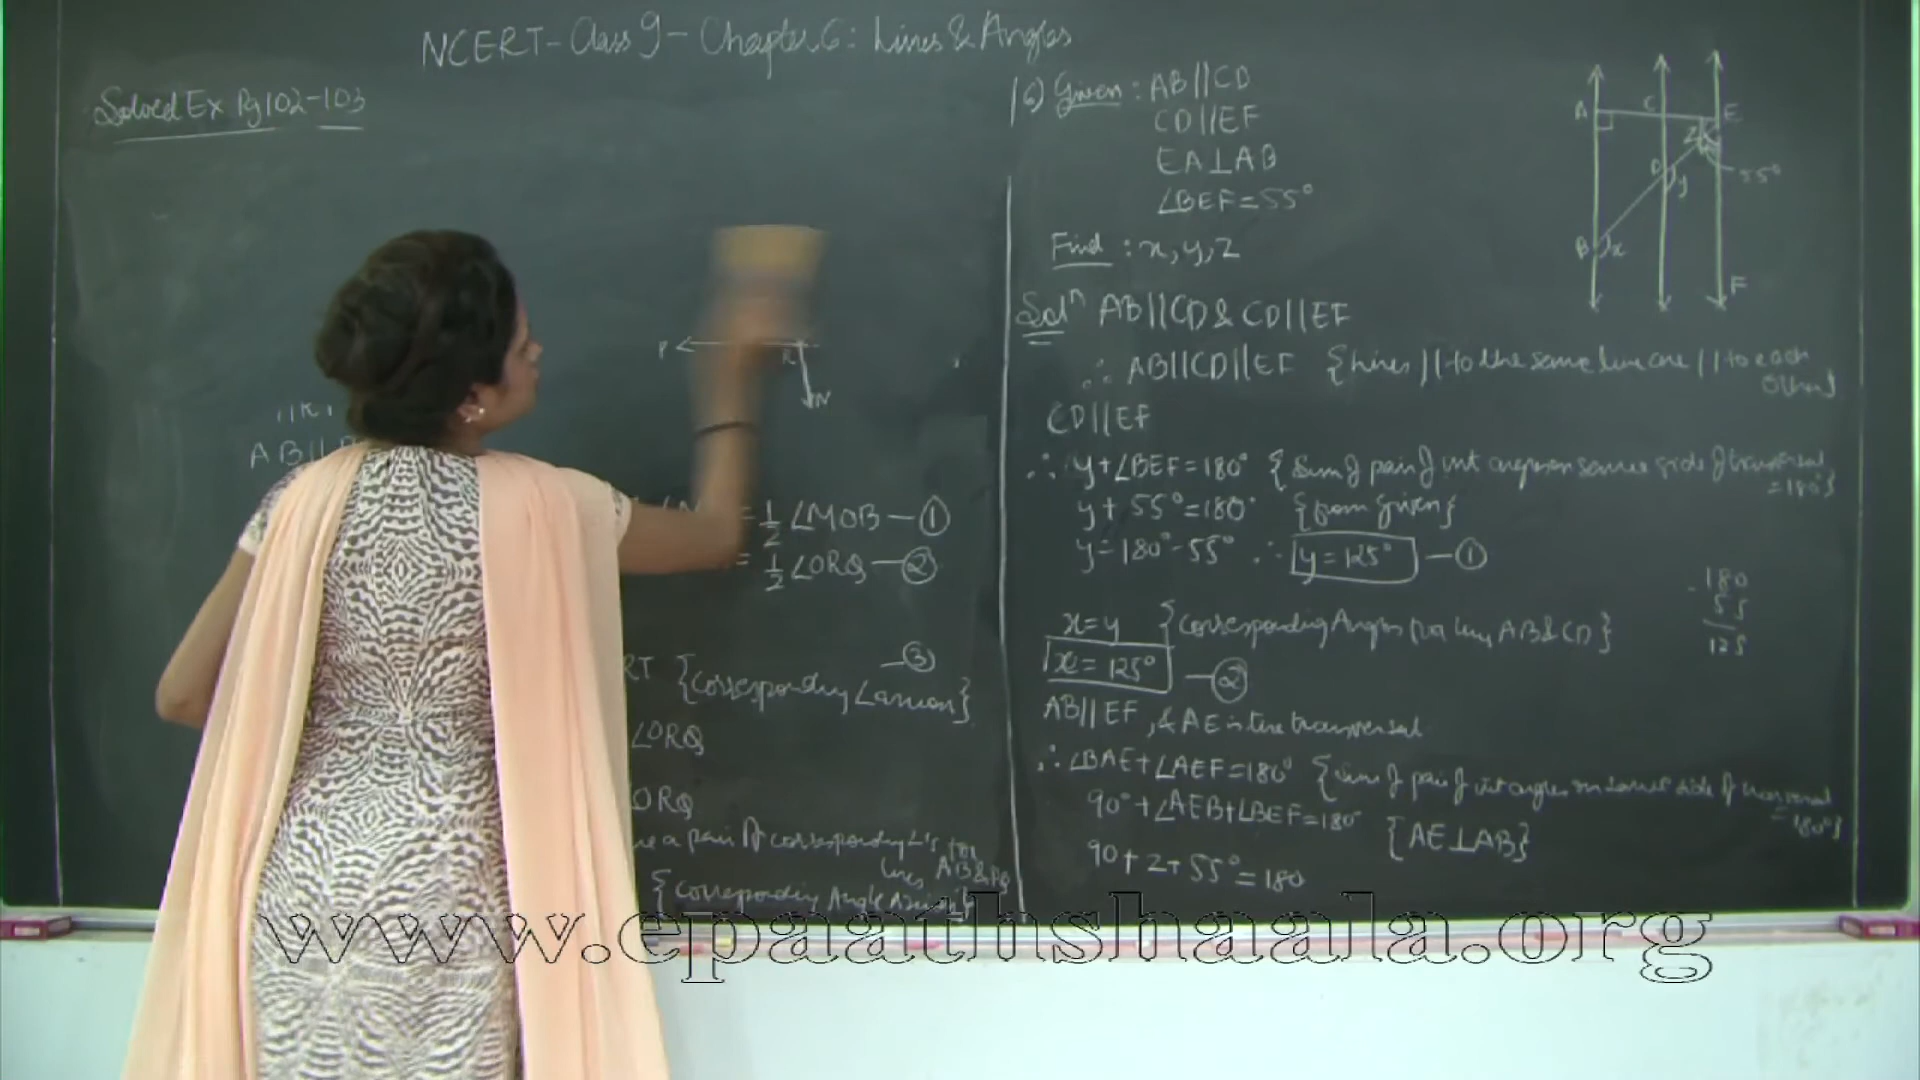 NCERT-Class 9-Chapter 6: Lines & Angles
Solved Ex Pg 102-103
P
R
N
AB||
= 1/2 ∠MOB — ①
= 1/2 ∠ORQ — ②
— ③
RT {Corresponding ∠
∠ORQ
ORQ
a pair of corresponding ∠'s for
lines AB & PQ
{corresponding Angle Axiom}
16) Given: AB||CD
CD||EF
EA⊥AB
∠BEF=55°
Find: x, y, z
Solⁿ AB||CD & CD||EF
∴ AB||CD||EF {lines || to the same line are || to each
other}
CD||EF
∴ y+∠BEF=180° {Sum of pair of int angles on same side of transversal
=180°}
y+55°=180° {from given}
y=180°-55° ∴ y=125° — ①
x=y {corresponding Angles for lines AB & CD}
x=125° — ②
AB||EF, & AE is the transversal
∴ ∠BAE+∠AEF=180° {Sum of pair of int angles on same side of transversal
=180°}
90°+∠AEB+∠BEF=180° {AE⊥AB}
90+z+55°=180
A
C
E
z
D
y
55°
B
x
F
-180
55
125
www.epaathshaala.org